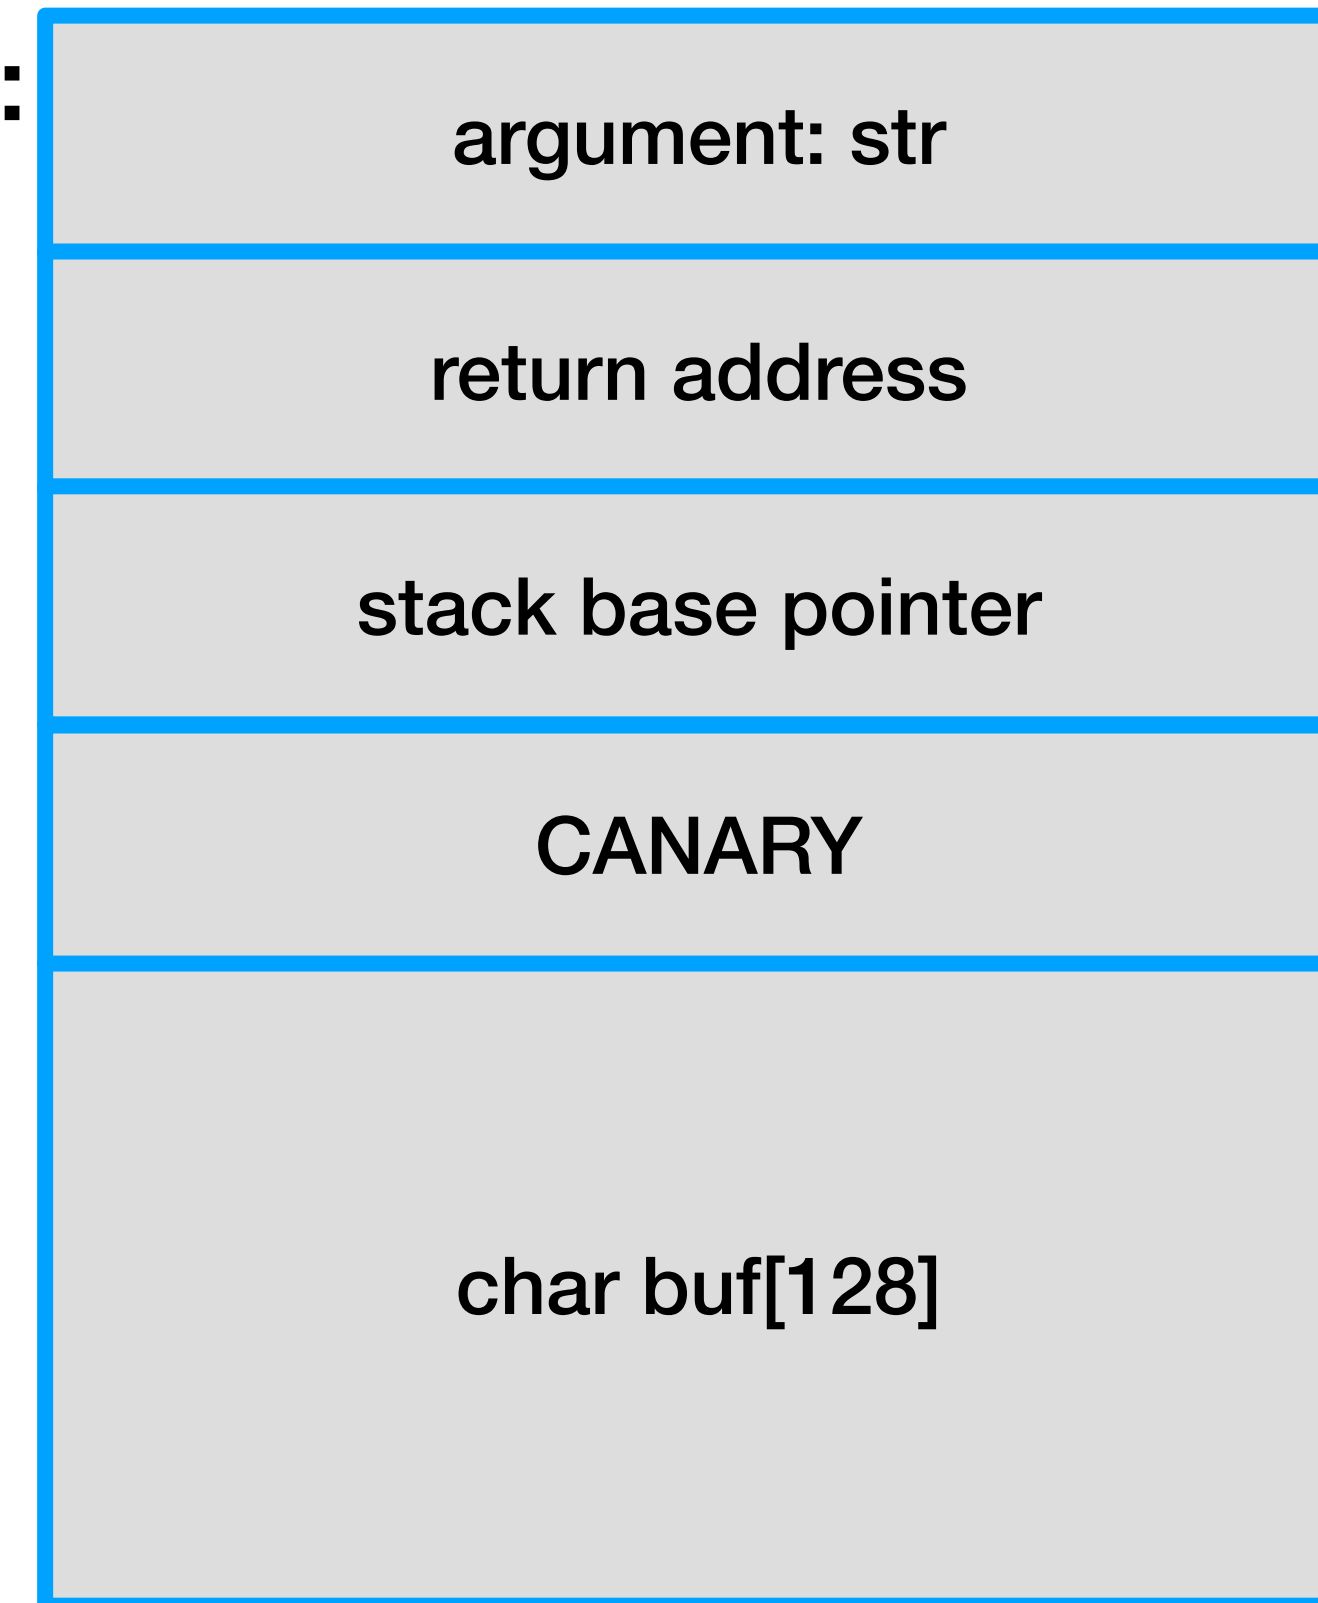 :
argument: str
return address
stack base pointer
CANARY
char buf[128]